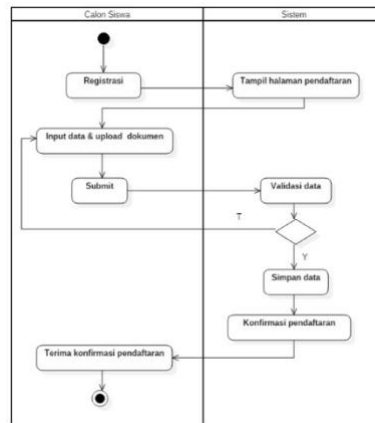 Calon Siswa
Sistem
Registrasi
Tampil halaman pendaftaran
Input data & upload dokumen
Submit
Validasi data
T
Y
Simpan data
Konfirmasi pendaftaran
Terima konfirmasi pendaftaran